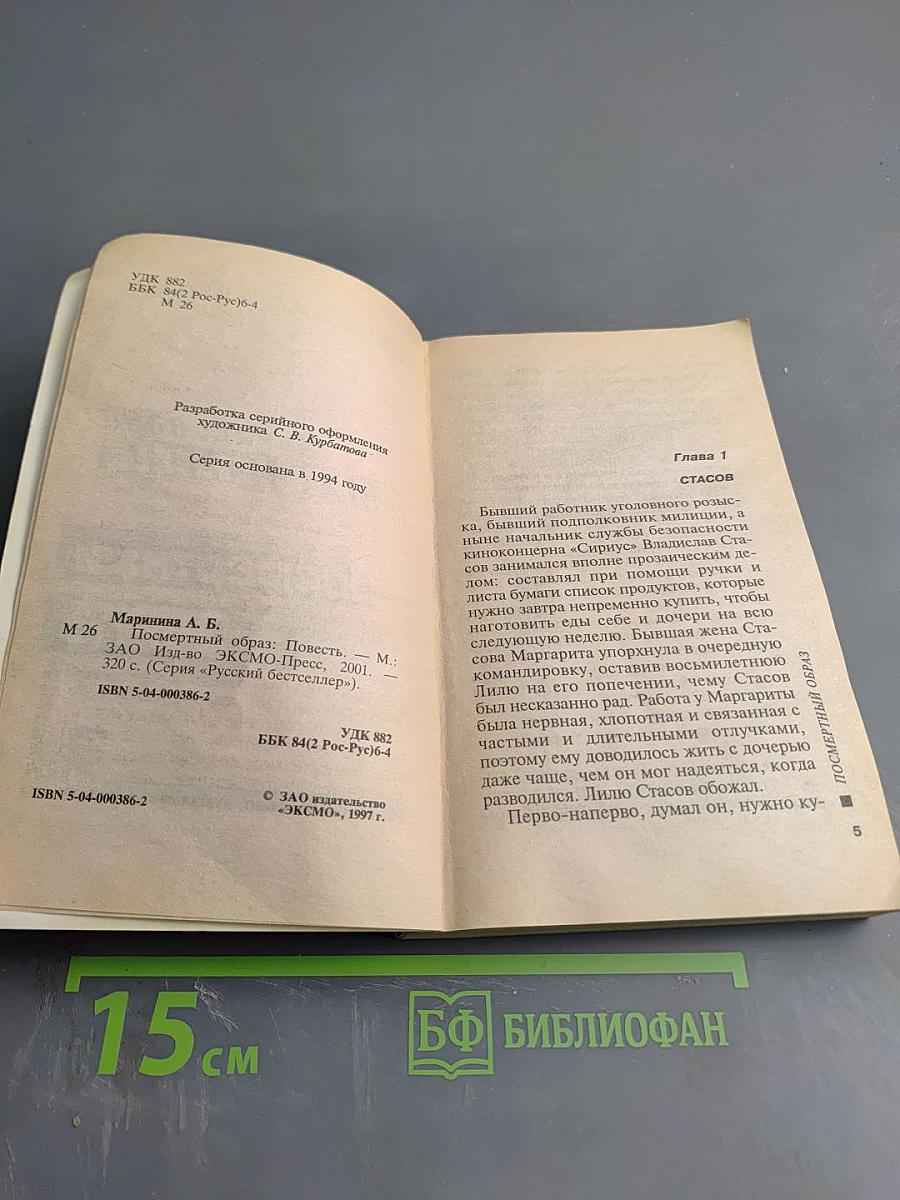 УДК 882
ББК 84(2 Рос-Рус)6-4
М 26
Разработка серийного оформления
художника С. В. Курбатова
Серия основана в 1994 году
Маринина А. Б.
М 26 Посмертный образ: Повесть. — М.:
ЗАО Изд-во ЭКСМО-Пресс, 2001. —
320 с. (Серия «Русский бестселлер»).
ISBN 5-04-000386-2
УДК 882
ББК 84(2 Рос-Рус)6-4
ISBN 5-04-000386-2
© ЗАО издательство
«ЭКСМО», 1997 г.
Глава 1
СТАСОВ
Бывший работник уголовного розыс-
ка, бывший подполковник милиции, а
ныне начальник службы безопасности
киноконцерна «Сириус» Владислав Ста-
сов занимался вполне прозаическим де-
лом: составлял при помощи ручки и
листа бумаги список продуктов, которые
нужно завтра непременно купить, чтобы
наготовить еды себе и дочери на всю
следующую неделю. Бывшая жена Ста-
сова Маргарита упорхнула в очередную
командировку, оставив восьмилетнюю
Лилю на его попечении, чему Стасов
был несказанно рад. Работа у Маргариты
была нервная, хлопотная и связанная с
частыми и длительными отлучками,
поэтому ему доводилось жить с дочерью
даже чаще, чем он мог надеяться, когда
разводился. Лилю Стасов обожал.
Перво-наперво, думал он, нужно ку-
ПОСМЕРТНЫЙ ОБРАЗ
5
15 см
БФ БИБЛИОФАН